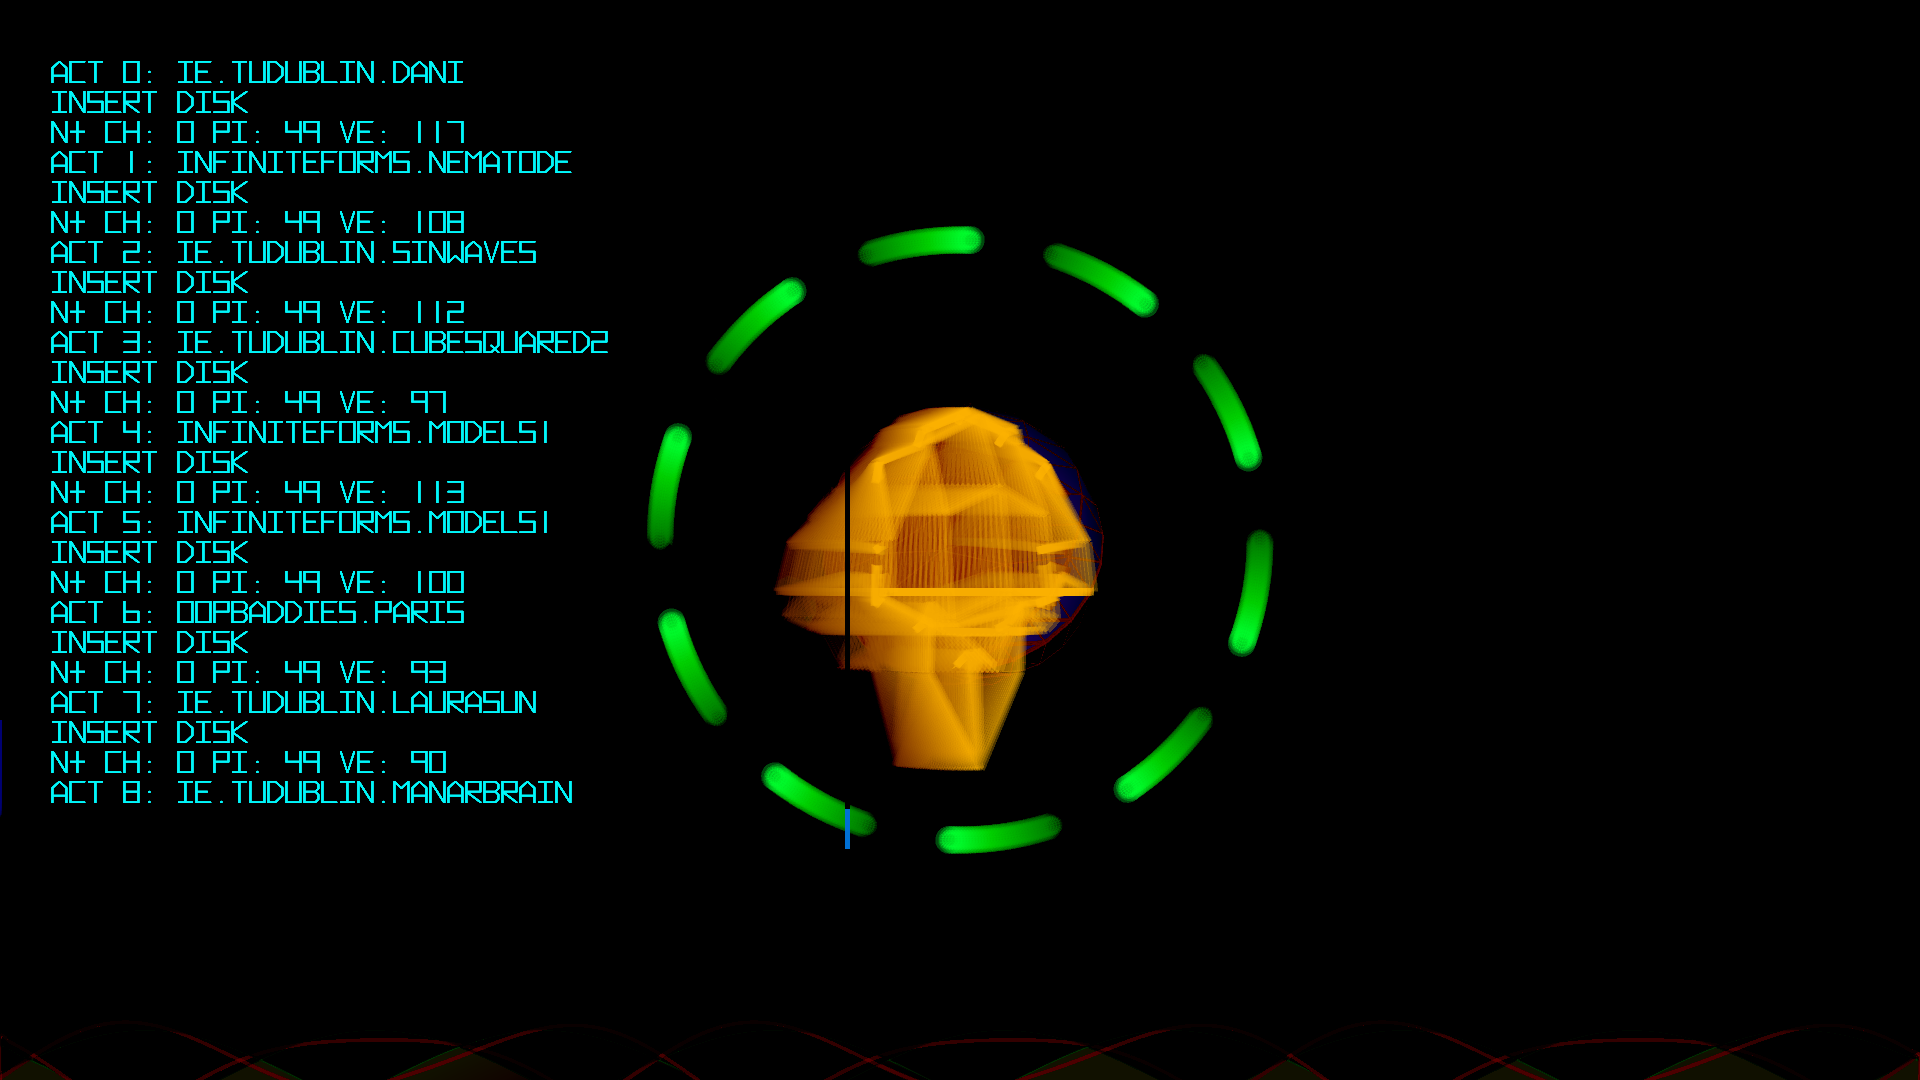 ACT 0: IE.TUDUBLIN.DANI
INSERT DISK
N+ CH: 0 PI: 49 VE: 117
ACT 1: INFINITEFORMS.NEMATODE
INSERT DISK
N+ CH: 0 PI: 49 VE: 108
ACT 2: IE.TUDUBLIN.SINWAVES
INSERT DISK
N+ CH: 0 PI: 49 VE: 112
ACT 3: IE.TUDUBLIN.CUBESQUARED2
INSERT DISK
N+ CH: 0 PI: 49 VE: 97
ACT 4: INFINITEFORMS.MODELS1
INSERT DISK
N+ CH: 0 PI: 49 VE: 113
ACT 5: INFINITEFORMS.MODELS1
INSERT DISK
N+ CH: 0 PI: 49 VE: 100
ACT 6: OOPBADDIES.PARIS
INSERT DISK
N+ CH: 0 PI: 49 VE: 93
ACT 7: IE.TUDUBLIN.LAURASUN
INSERT DISK
N+ CH: 0 PI: 49 VE: 90
ACT 8: IE.TUDUBLIN.MANARBRAIN